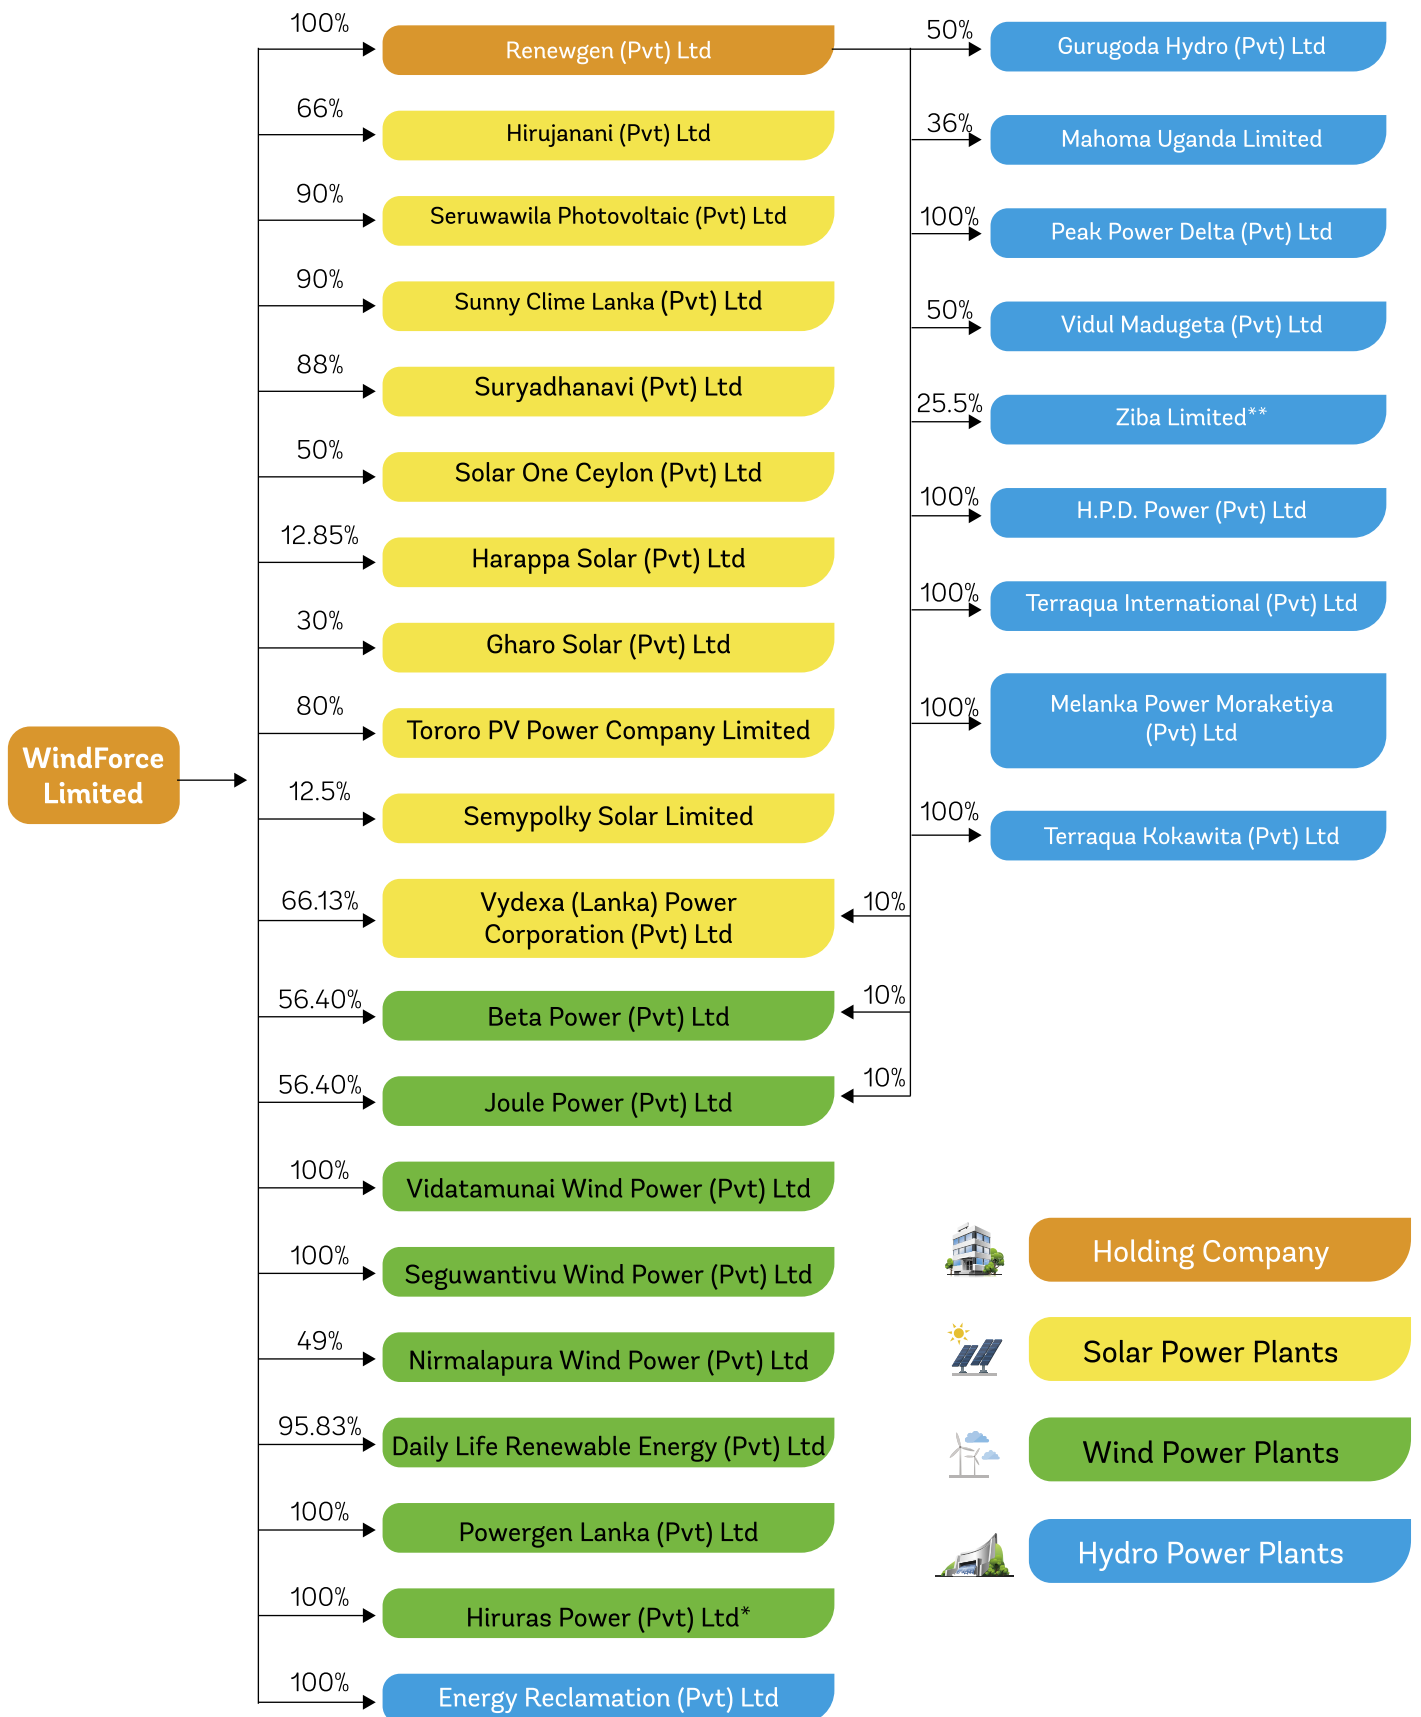 WindForce
Limited
100%
Renewgen (Pvt) Ltd
66%
Hirujanani (Pvt) Ltd
90%
Seruwawila Photovoltaic (Pvt) Ltd
90%
Sunny Clime Lanka (Pvt) Ltd
88%
Suryadhanavi (Pvt) Ltd
50%
Solar One Ceylon (Pvt) Ltd
12.85%
Harappa Solar (Pvt) Ltd
30%
Gharo Solar (Pvt) Ltd
80%
Tororo PV Power Company Limited
12.5%
Semypolky Solar Limited
66.13%
Vydexa (Lanka) Power
Corporation (Pvt) Ltd
56.40%
Beta Power (Pvt) Ltd
56.40%
Joule Power (Pvt) Ltd
100%
Vidatamunai Wind Power (Pvt) Ltd
100%
Seguwantivu Wind Power (Pvt) Ltd
49%
Nirmalapura Wind Power (Pvt) Ltd
95.83%
Daily Life Renewable Energy (Pvt) Ltd
100%
Powergen Lanka (Pvt) Ltd
100%
Hiruras Power (Pvt) Ltd*
100%
Energy Reclamation (Pvt) Ltd
50%
Gurugoda Hydro (Pvt) Ltd
36%
Mahoma Uganda Limited
100%
Peak Power Delta (Pvt) Ltd
50%
Vidul Madugeta (Pvt) Ltd
25.5%
Ziba Limited**
100%
H.P.D. Power (Pvt) Ltd
100%
Terraqua International (Pvt) Ltd
100%
Melanka Power Moraketiya
(Pvt) Ltd
100%
Terraqua Kokawita (Pvt) Ltd
10%
10%
10%
Holding Company
Solar Power Plants
Wind Power Plants
Hydro Power Plants